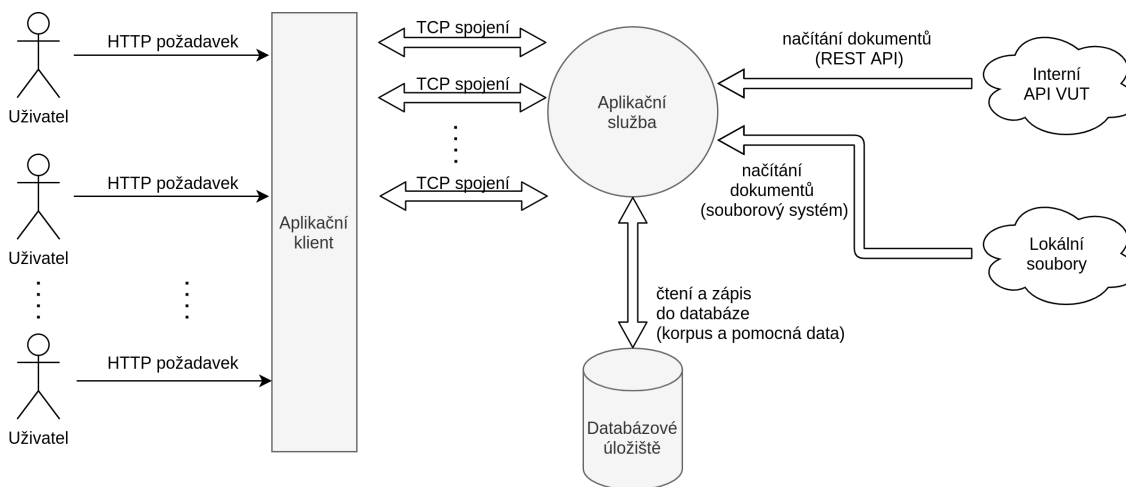 HTTP požadavek
Uživatel
HTTP požadavek
Uživatel
HTTP požadavek
Uživatel
Aplikační
klient
TCP spojení
TCP spojení
TCP spojení
Aplikační
služba
načítání dokumentů
(REST API)
Interní
API VUT
načítání
dokumentů
(souborový systém)
Lokální
soubory
čtení a zápis
do databáze
(korpus a pomocná data)
Databázové
úložiště